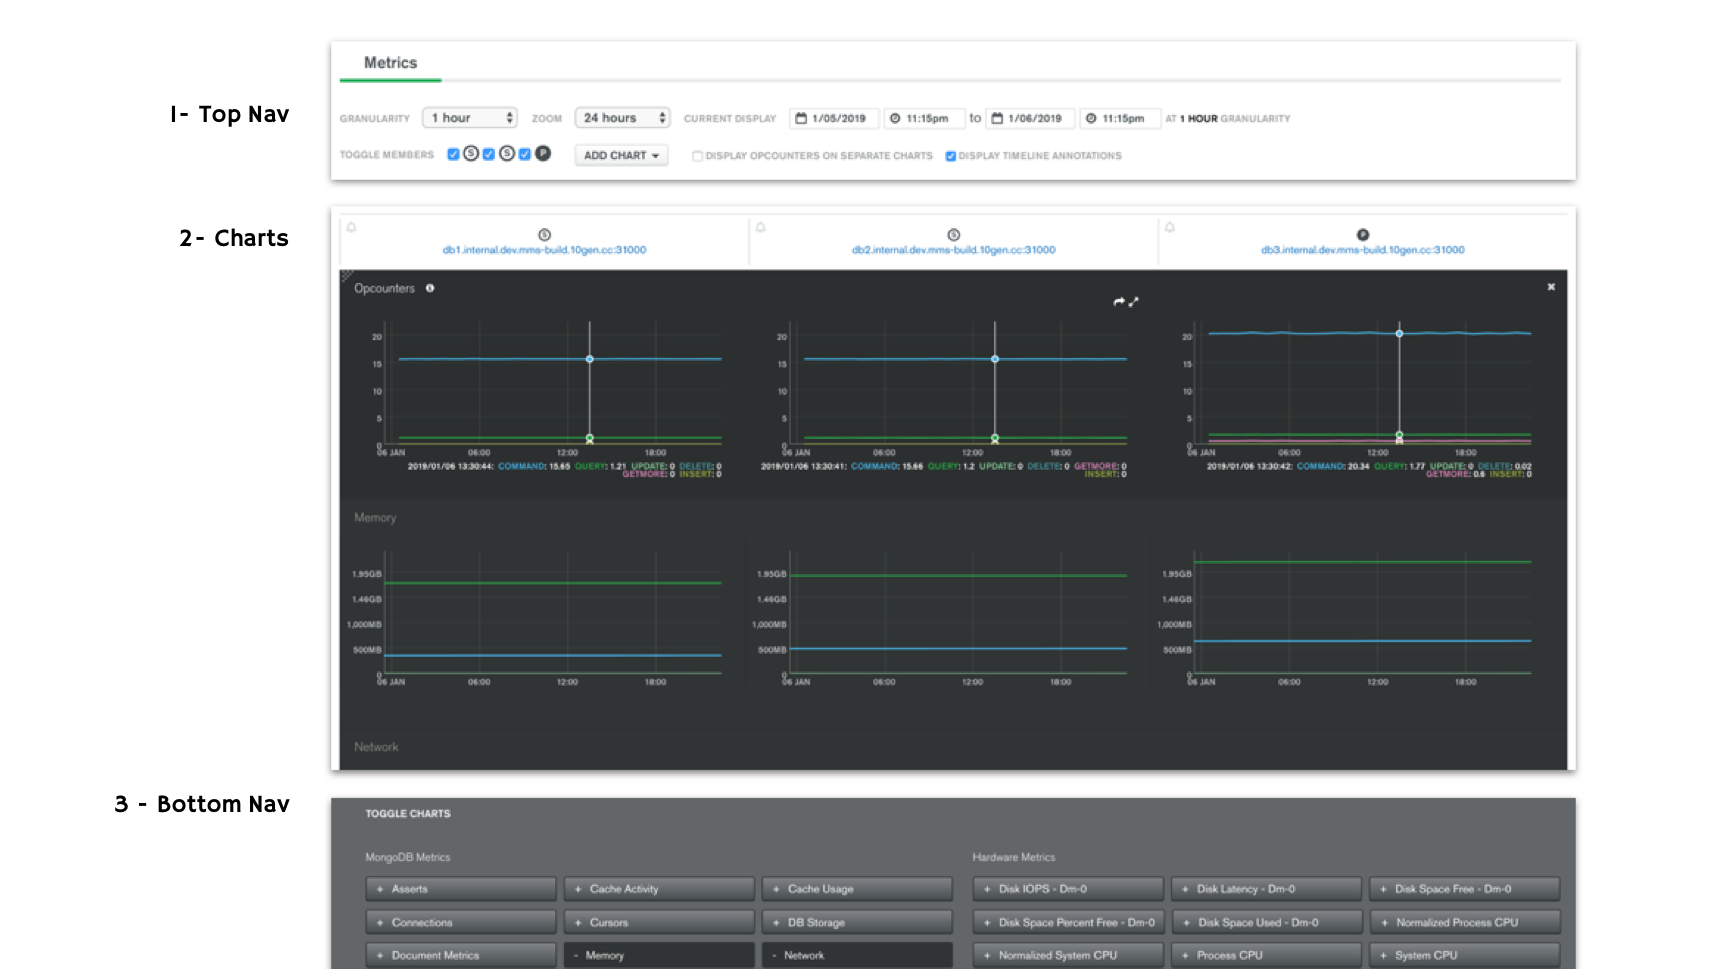 1- Top Nav
Metrics
GRANULARITY 1 hour ZOOM 24 hours CURRENT DISPLAY 1/05/2019 11:15pm to 1/06/2019 11:15pm AT 1 HOUR GRANULARITY
TOGGLE MEMBERS S S P ADD CHART DISPLAY OPCOUNTERS ON SEPARATE CHARTS DISPLAY TIMELINE ANNOTATIONS
2- Charts
S S P
db1.internal.dev.mms-build.10gen.cc:31000 db2.internal.dev.mms-build.10gen.cc:31000 db3.internal.dev.mms-build.10gen.cc:31000
Opcounters
20 20 20
15 15 15
10 10 10
5 5 5
0 0 0
06 JAN 06:00 12:00 18:00 06 JAN 06:00 12:00 18:00 06 JAN 06:00 12:00 18:00
2019/01/06 13:30:44: COMMAND: 15.65 QUERY: 1.21 UPDATE: 0 DELETE: 0 2019/01/06 13:30:41: COMMAND: 15.66 QUERY: 1.2 UPDATE: 0 DELETE: 0 GETMORE: 0 2019/01/06 13:30:42: COMMAND: 20.34 QUERY: 1.77 UPDATE: 0 DELETE: 0.02
GETMORE: 0 INSERT: 0 INSERT: 0 GETMORE: 0.6 INSERT: 0
Memory
1.95GB 1.95GB 1.95GB
1.46GB 1.46GB 1.46GB
1,000MB 1,000MB 1,000MB
500MB 500MB 500MB
0 0 0
06 JAN 06:00 12:00 18:00 06 JAN 06:00 12:00 18:00 06 JAN 06:00 12:00 18:00
Network
3 - Bottom Nav
TOGGLE CHARTS
MongoDB Metrics Hardware Metrics
+ Asserts + Cache Activity + Cache Usage + Disk IOPS - Dm-0 + Disk Latency - Dm-0 + Disk Space Free - Dm-0
+ Connections + Cursors + DB Storage + Disk Space Percent Free - Dm-0 + Disk Space Used - Dm-0 + Normalized Process CPU
+ Document Metrics - Memory - Network + Normalized System CPU + Process CPU + System CPU